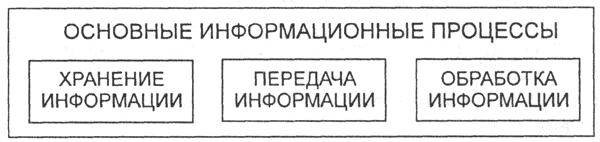 ОСНОВНЫЕ ИНФОРМАЦИОННЫЕ ПРОЦЕССЫ
ХРАНЕНИЕ
ИНФОРМАЦИИ
ПЕРЕДАЧА
ИНФОРМАЦИИ
ОБРАБОТКА
ИНФОРМАЦИИ